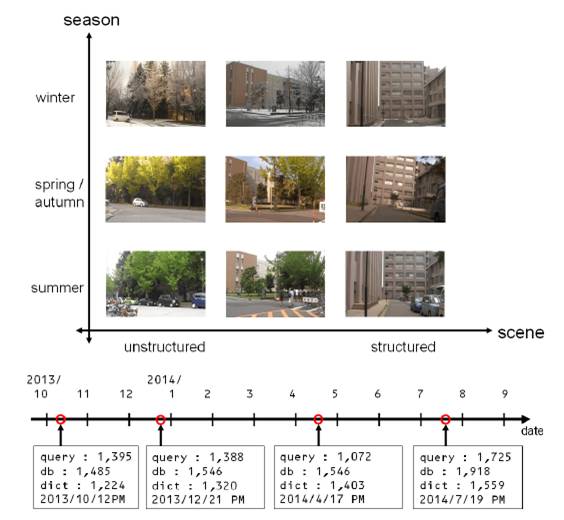 season
winter
spring /
autumn
summer
scene
unstructured
structured
2013/
2014/
10 11 12 1 2 3 4 5 6 7 8 9
date
query : 1,395
db : 1,485
dict : 1,224
2013/10/12PM
query : 1,388
db : 1,546
dict : 1,320
2013/12/21 PM
query : 1,072
db : 1,546
dict : 1,403
2014/4/17 PM
query : 1,725
db : 1,918
dict : 1,559
2014/7/19 PM